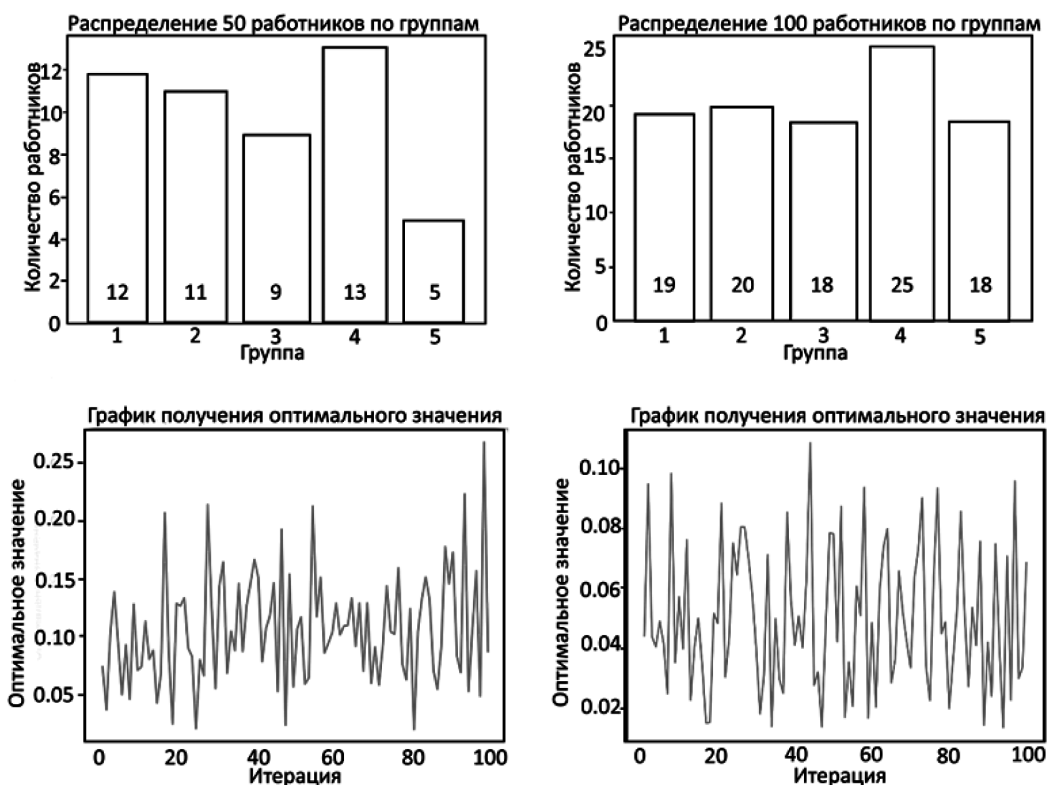 Распределение 50 работников по группам
Количество работников
12
10
8
6
4
2
0
12 11 9 13 5
1 2 3 4 5
Группа
Распределение 100 работников по группам
Количество работников
25
20
15
10
5
0
19 20 18 25 18
1 2 3 4 5
Группа
График получения оптимального значения
Оптимальное значение
0.25
0.20
0.15
0.10
0.05
0 20 40 60 80 100
Итерация
График получения оптимального значения
Оптимальное значение
0.10
0.08
0.06
0.04
0.02
0 20 40 60 80 100
Итерация